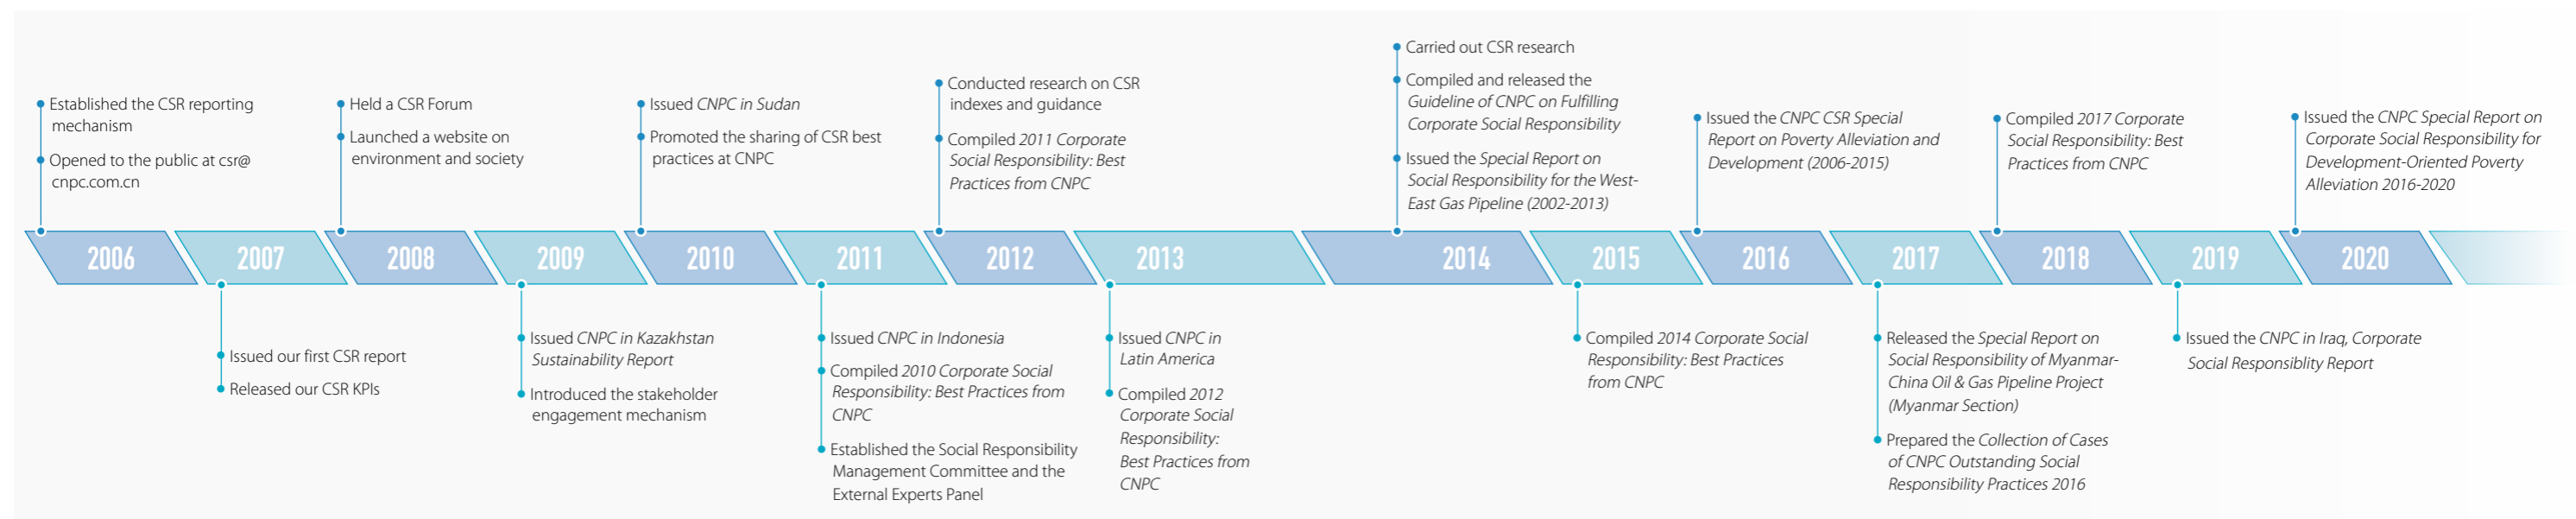 Established the CSR reporting
mechanism
Opened to the public at csr@
cnpc.com.cn
Held a CSR Forum
Launched a website on
environment and society
Issued CNPC in Sudan
Promoted the sharing of CSR best
practices at CNPC
Conducted research on CSR
indexes and guidance
Compiled 2011 Corporate
Social Responsibility: Best
Practices from CNPC
Carried out CSR research
Compiled and released the
Guideline of CNPC on Fulfilling
Corporate Social Responsibility
Issued the Special Report on
Social Responsibility for the West-
East Gas Pipeline (2002-2013)
Issued the CNPC CSR Special
Report on Poverty Alleviation and
Development (2006-2015)
Compiled 2017 Corporate
Social Responsibility: Best
Practices from CNPC
Issued the CNPC Special Report on
Corporate Social Responsibility for
Development-Oriented Poverty
Alleviation 2016-2020
2006
2007
2008
2009
2010
2011
2012
2013
2014
2015
2016
2017
2018
2019
2020
Issued our first CSR report
Released our CSR KPIs
Issued CNPC in Kazakhstan
Sustainability Report
Introduced the stakeholder
engagement mechanism
Issued CNPC in Indonesia
Compiled 2010 Corporate Social
Responsibility: Best Practices from
CNPC
Established the Social Responsibility
Management Committee and the
External Experts Panel
Issued CNPC in
Latin America
Compiled 2012
Corporate Social
Responsibility:
Best Practices from
CNPC
Compiled 2014 Corporate Social
Responsibility: Best Practices
from CNPC
Released the Special Report on
Social Responsibility of Myanmar-
China Oil & Gas Pipeline Project
(Myanmar Section)
Prepared the Collection of Cases
of CNPC Outstanding Social
Responsibility Practices 2016
Issued the CNPC in Iraq, Corporate
Social Responsiblity Report